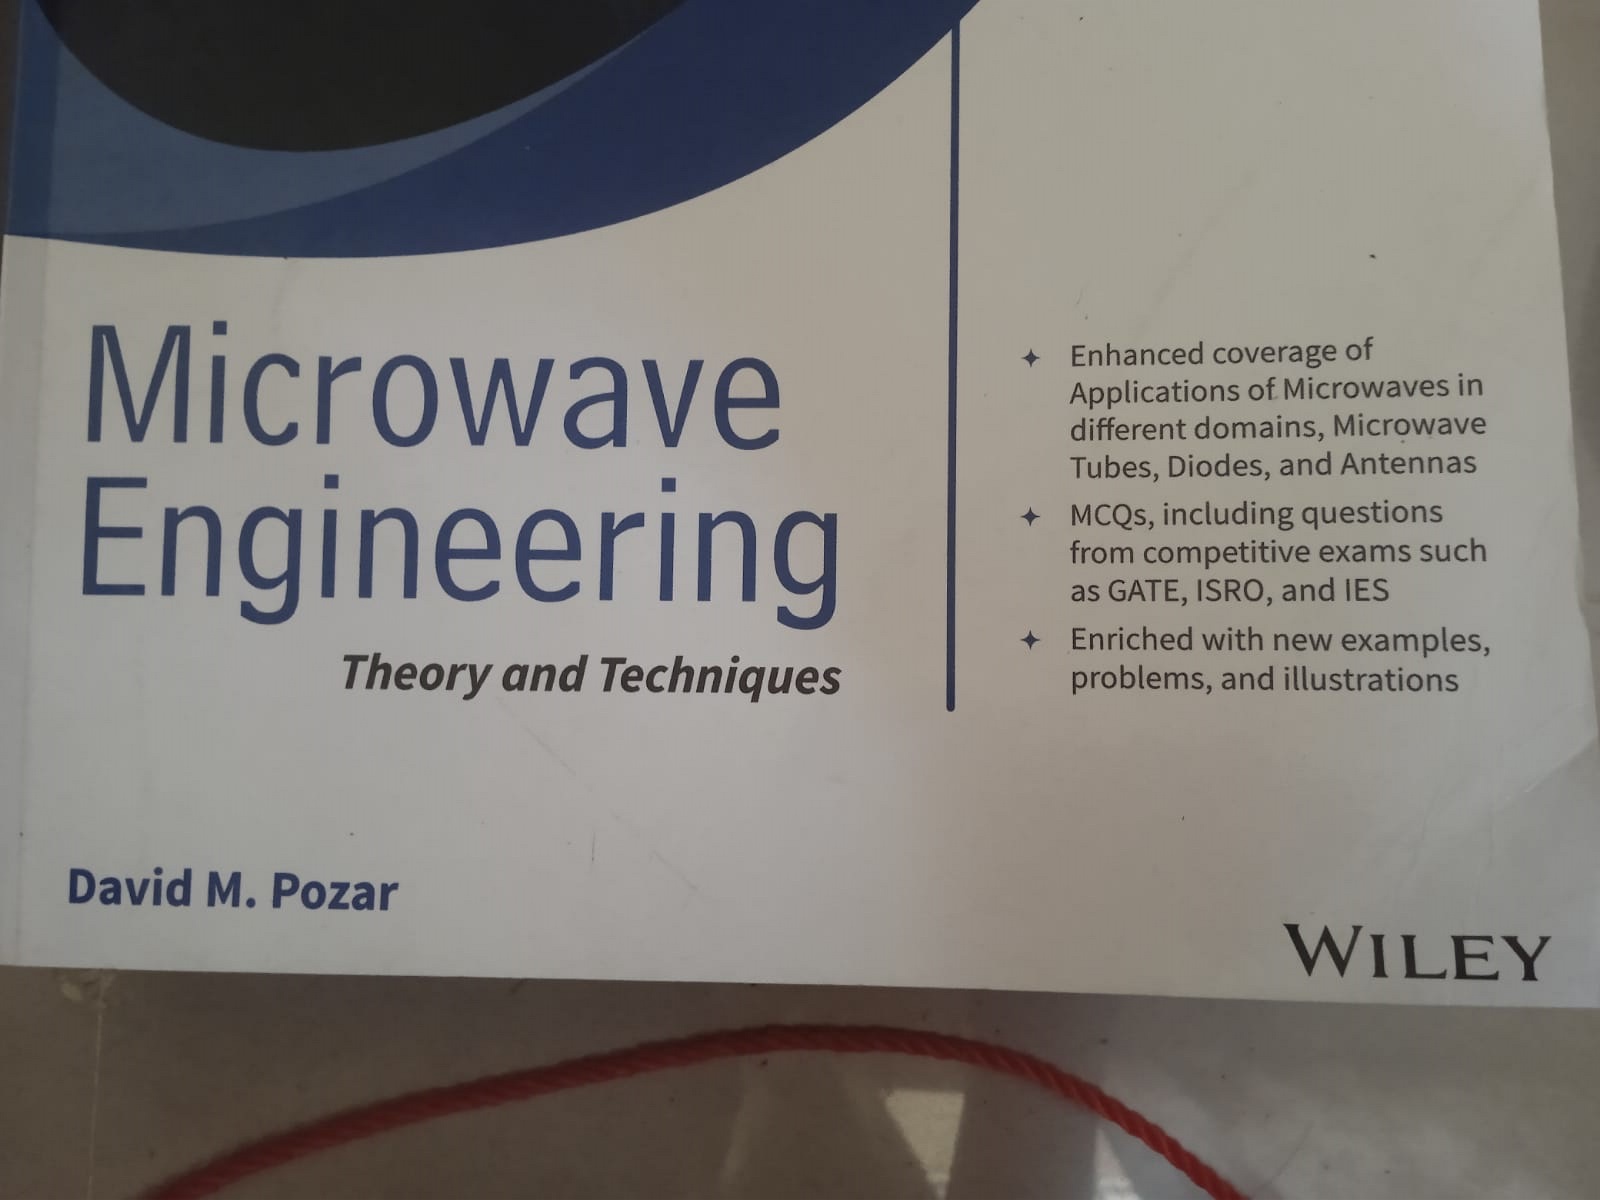 Microwave
Engineering
Theory and Techniques
David M. Pozar
✦ Enhanced coverage of
Applications of Microwaves in
different domains, Microwave
Tubes, Diodes, and Antennas
✦ MCQs, including questions
from competitive exams such
as GATE, ISRO, and IES
✦ Enriched with new examples,
problems, and illustrations
WILEY